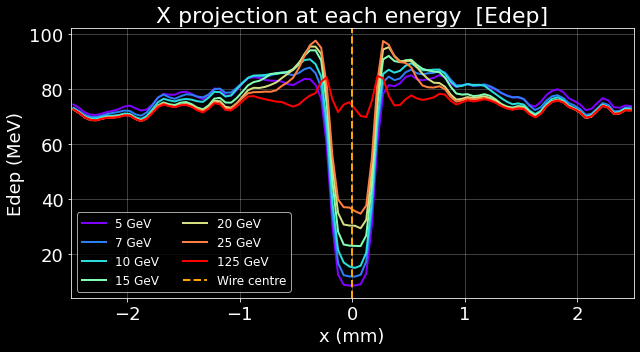 X projection at each energy  [Edep]
Edep (MeV)
100
80
60
40
20
5 GeV
7 GeV
10 GeV
15 GeV
20 GeV
25 GeV
125 GeV
Wire centre
−2
−1
0
1
2
x (mm)